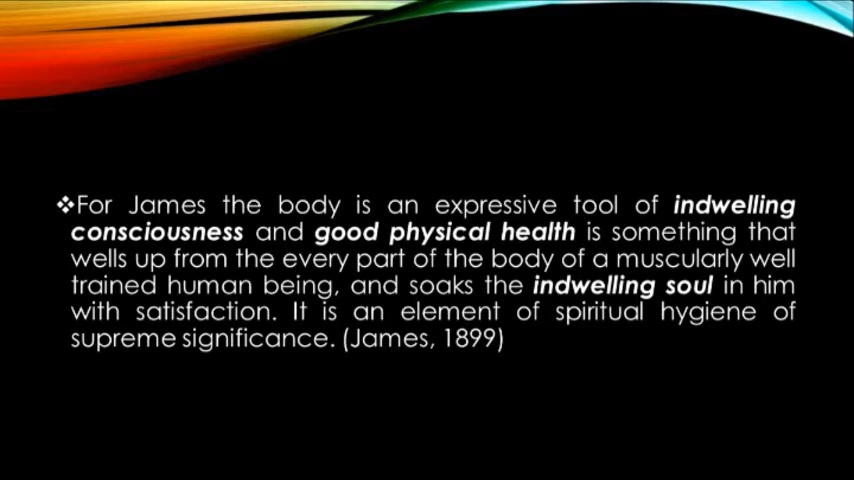 ❖For James the body is an expressive tool of indwelling
consciousness and good physical health is something that
wells up from the every part of the body of a muscularly well
trained human being, and soaks the indwelling soul in him
with satisfaction. It is an element of spiritual hygiene of
supreme significance. (James, 1899)